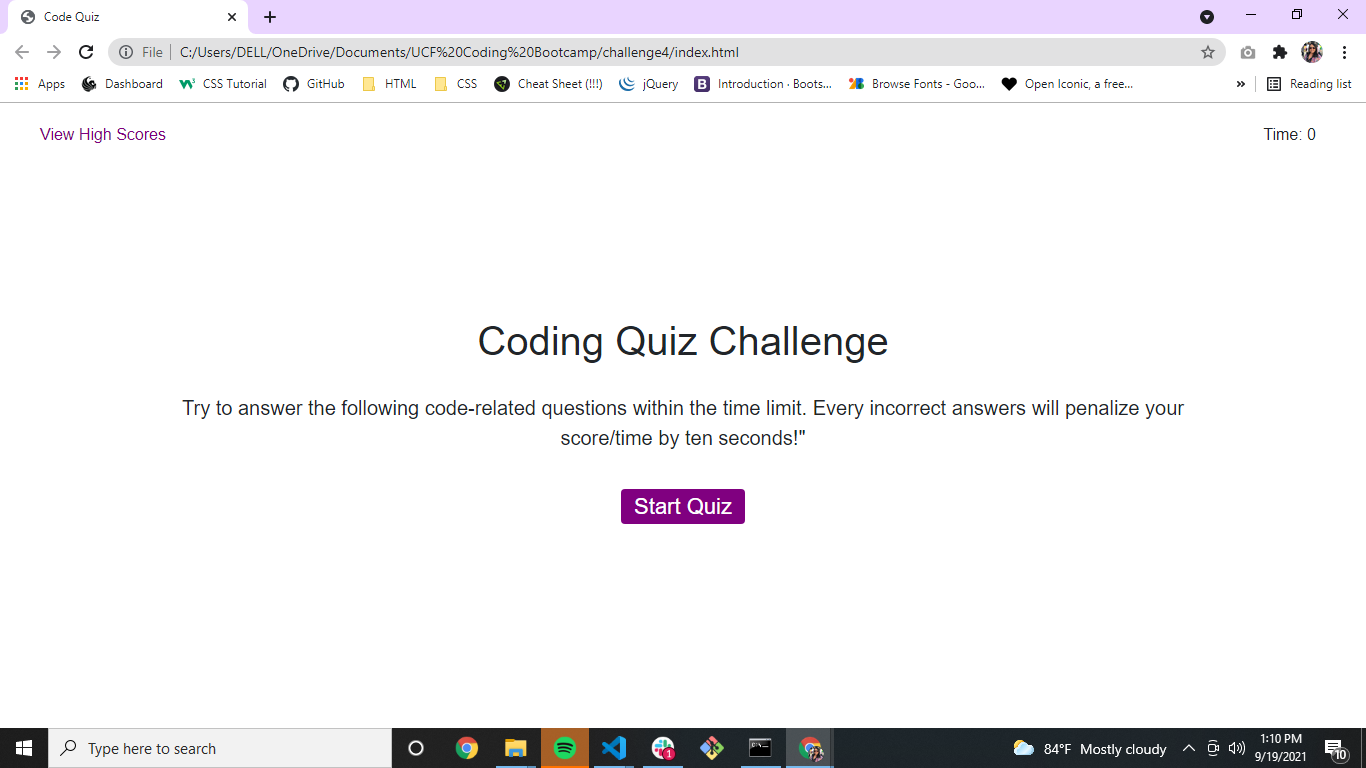 Code Quiz
File
C:/Users/DELL/OneDrive/Documents/UCF%20Coding%20Bootcamp/challenge4/index.html
Apps Dashboard CSS Tutorial GitHub HTML CSS Cheat Sheet (!!!) jQuery Introduction · Boots... Browse Fonts - Goo... Open Iconic, a free... » Reading list
View High Scores Time: 0
Coding Quiz Challenge
Try to answer the following code-related questions within the time limit. Every incorrect answers will penalize your
score/time by ten seconds!"
Start Quiz
Type here to search
1
84°F Mostly cloudy
1:10 PM
9/19/2021
10